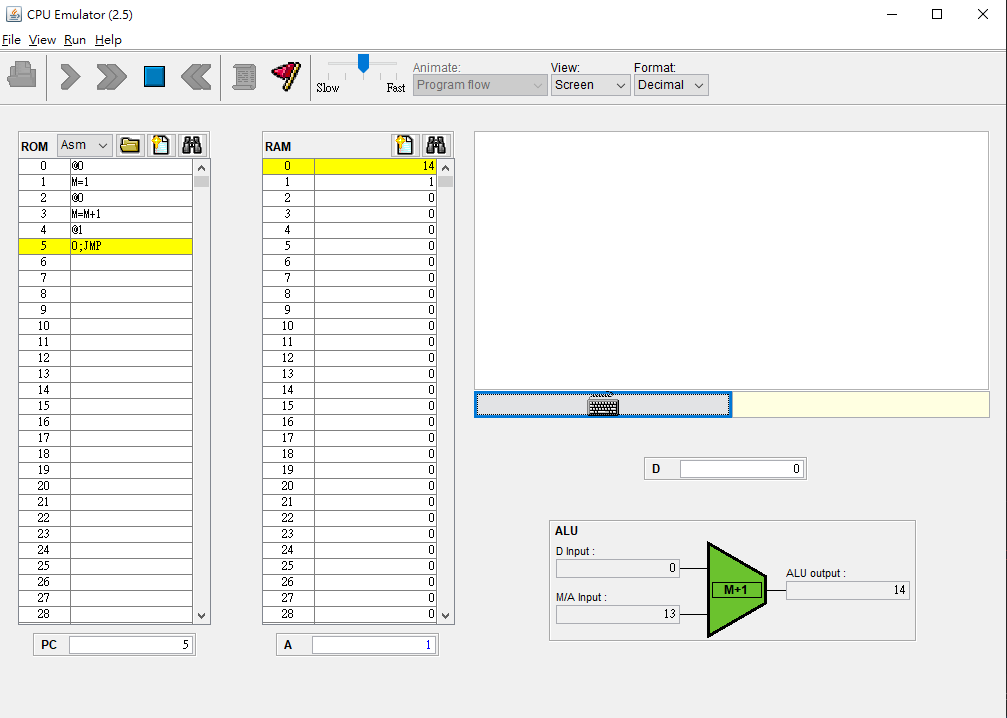 CPU Emulator (2.5)
File View Run Help
Slow Fast
Animate:
Program flow
View:
Screen
Format:
Decimal
ROM Asm
0 @0
1 M=1
2 @0
3 M=M+1
4 @1
5 0;JMP
6
7
8
9
10
11
12
13
14
15
16
17
18
19
20
21
22
23
24
25
26
27
28
PC 5
RAM
0 14
1 1
2 0
3 0
4 0
5 0
6 0
7 0
8 0
9 0
10 0
11 0
12 0
13 0
14 0
15 0
16 0
17 0
18 0
19 0
20 0
21 0
22 0
23 0
24 0
25 0
26 0
27 0
28 0
A 1
D 0
ALU
D Input :
0
M/A Input :
13
M+1
ALU output :
14